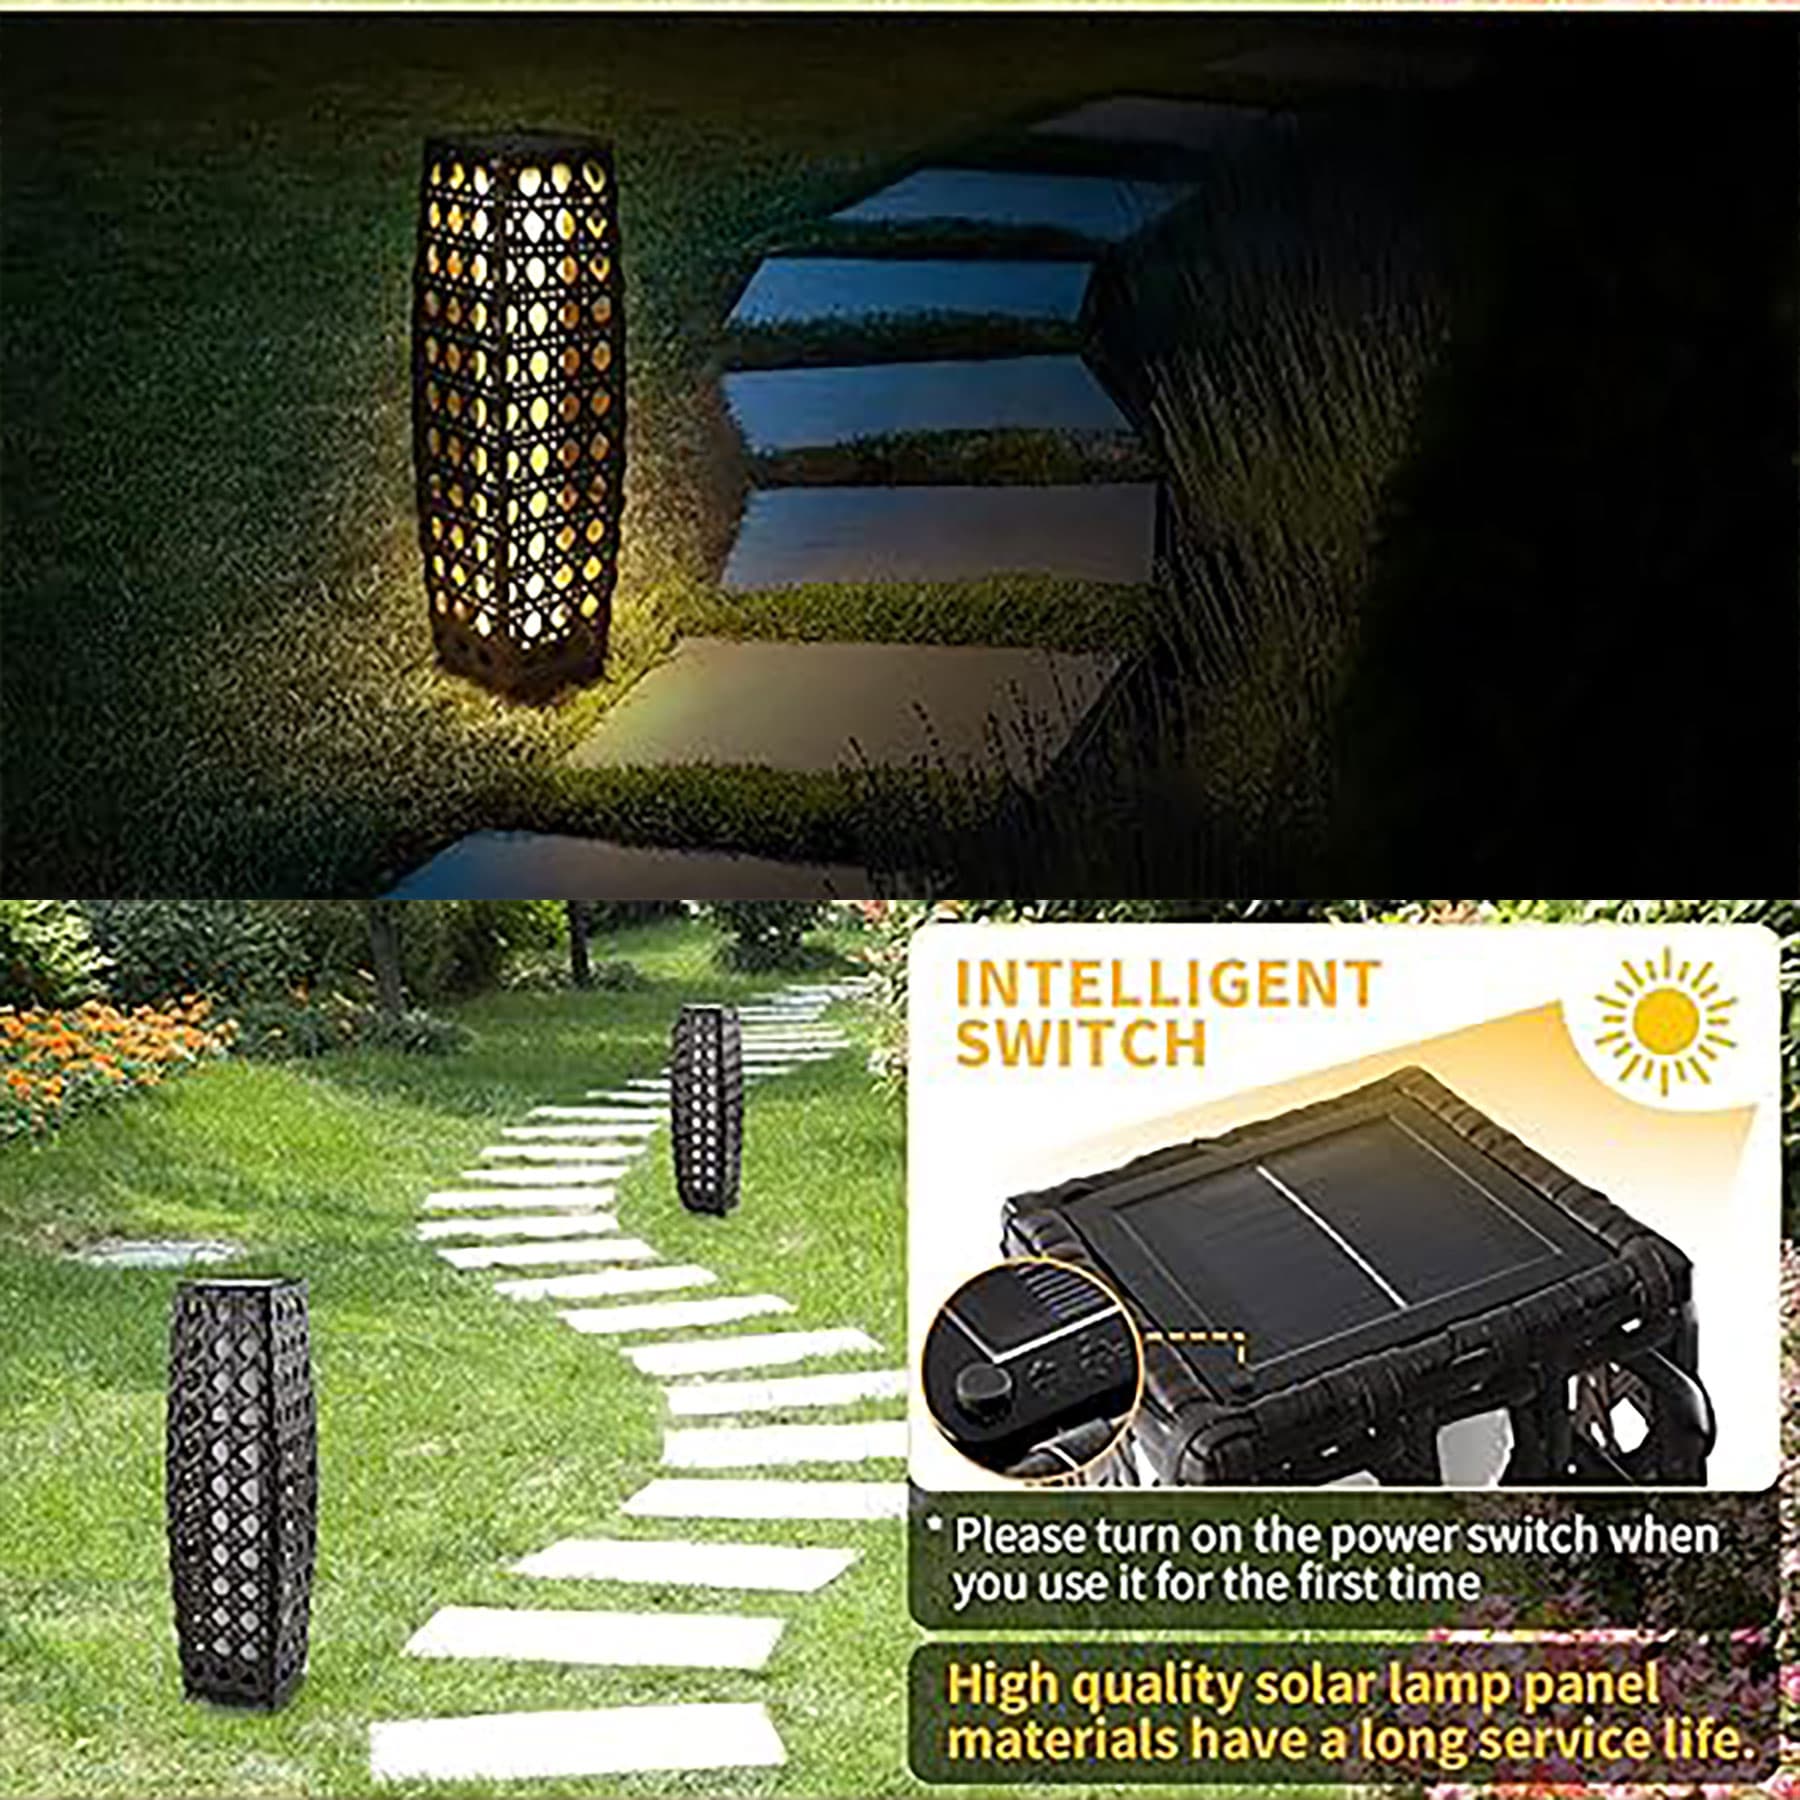 INTELLIGENT
SWITCH
* Please turn on the power switch when
you use it for the first time
High quality solar lamp panel
materials have a long service life.